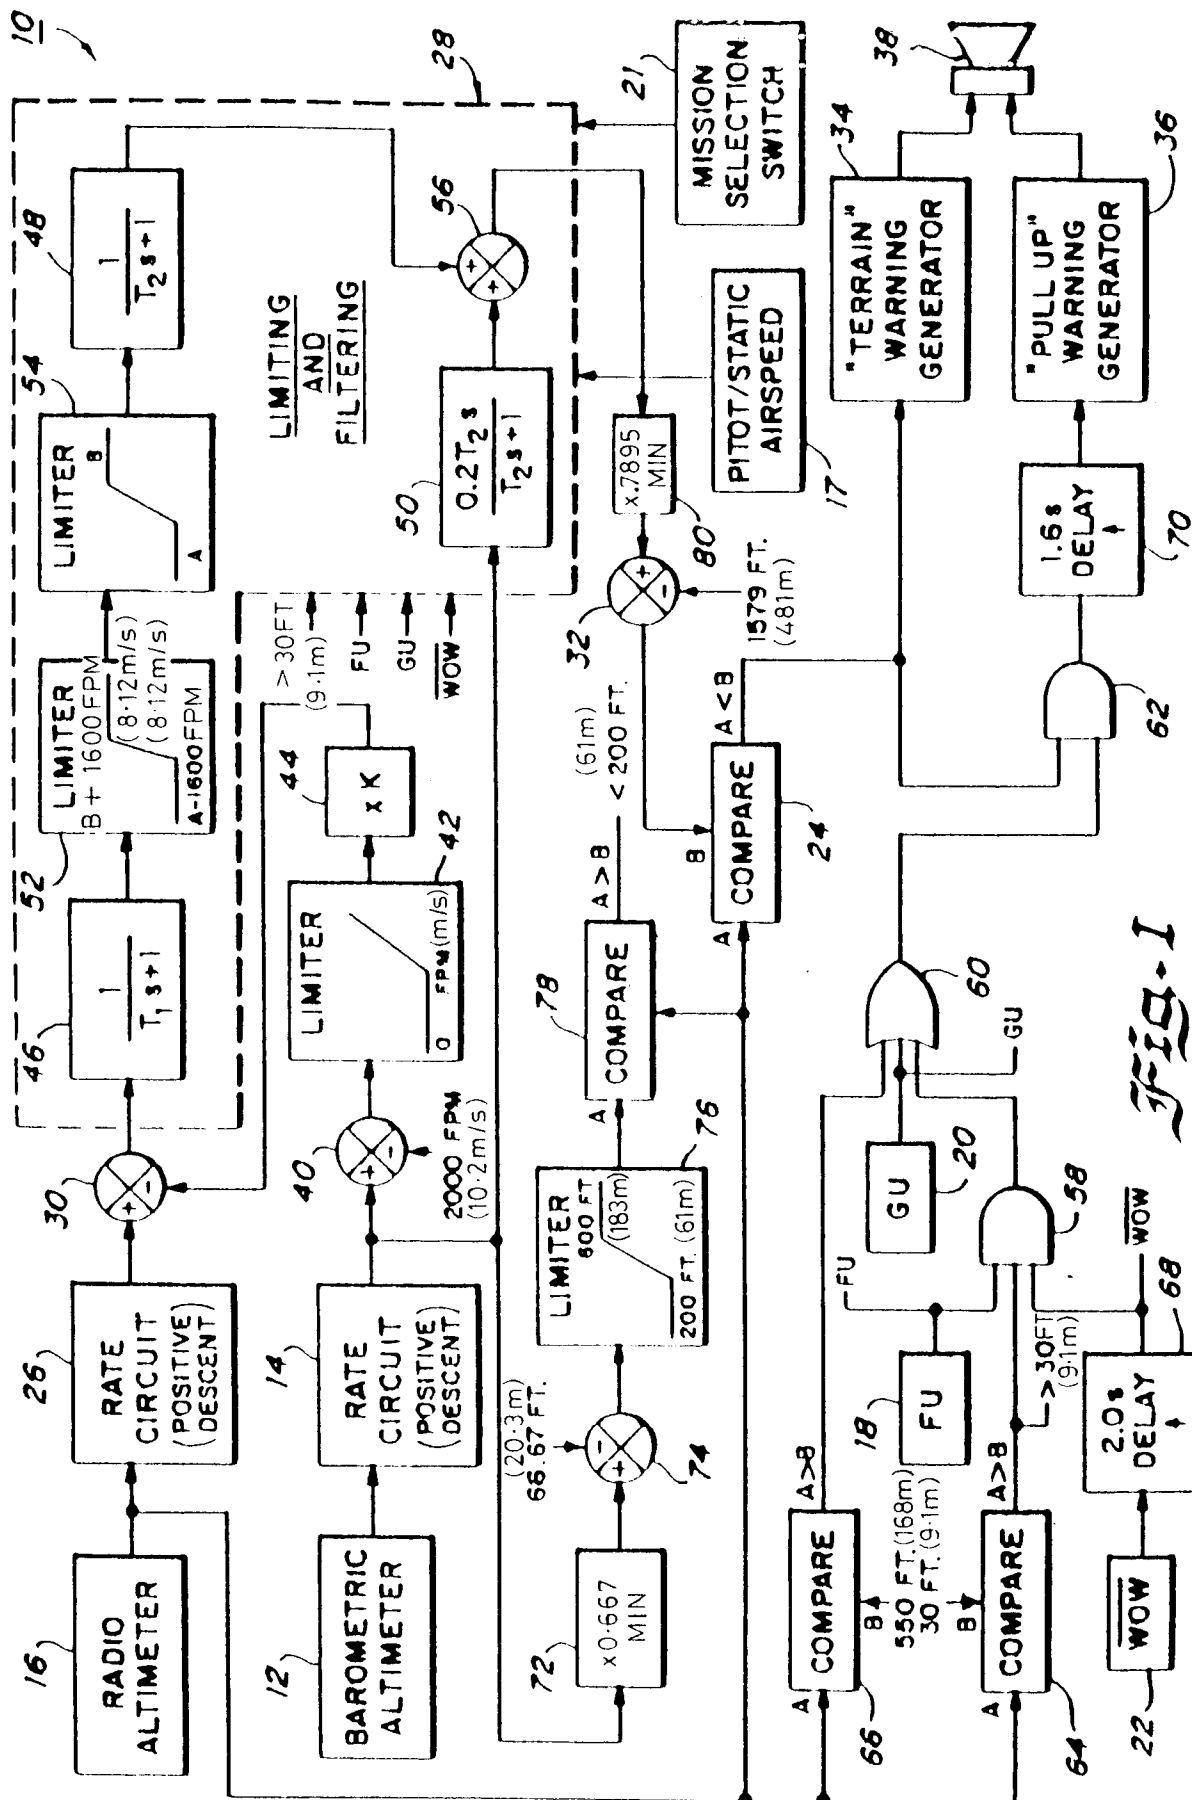 10
16
RADIO
ALTIMETER
26
RATE
CIRCUIT
(POSITIVE
DESCENT)
30
+
-
46
1
T₁s+1
52
LIMITER
B+1600FPM
(8·12m/s)
(8·12m/s)
A-1600FPM
54
LIMITER
B
A
48
1
T₂s+1
28
LIMITING
AND
FILTERING
12
BAROMETRIC
ALTIMETER
14
RATE
CIRCUIT
(POSITIVE
DESCENT)
40
+
-
2000 FPM
(10·2m/s)
LIMITER
0
FPM(m/s)
42
44
x K
> 30FT
(9·1m)
FU
GU
WOW
50
0.2T₂s
T₂s+1
56
+
+
21
MISSION
SELECTION
SWITCH
72
x0·667
MIN
(20·3m)
66.67 FT.
-
+
74
LIMITER
600 FT
(183m)
200 FT. (61m)
76
78
A
COMPARE
A > B
(61m)
< 200 FT.
32
+
-
1579 FT.
(481m)
x.7895
MIN
80
17
PITOT/STATIC
AIRSPEED
A
B
COMPARE
A < B
24
34
"TERRAIN"
WARNING
GENERATOR
38
66
A
COMPARE
A>B
B
550 FT.(168m)
30 FT.(9·1m)
B
64
A
COMPARE
A>B
> 30FT
(9·1m)
18
FU
FU
GU
20
GU
60
58
62
1.6s
DELAY
70
"PULL UP"
WARNING
GENERATOR
36
22
WOW
2.0s
DELAY
68
WOW
Fig-1